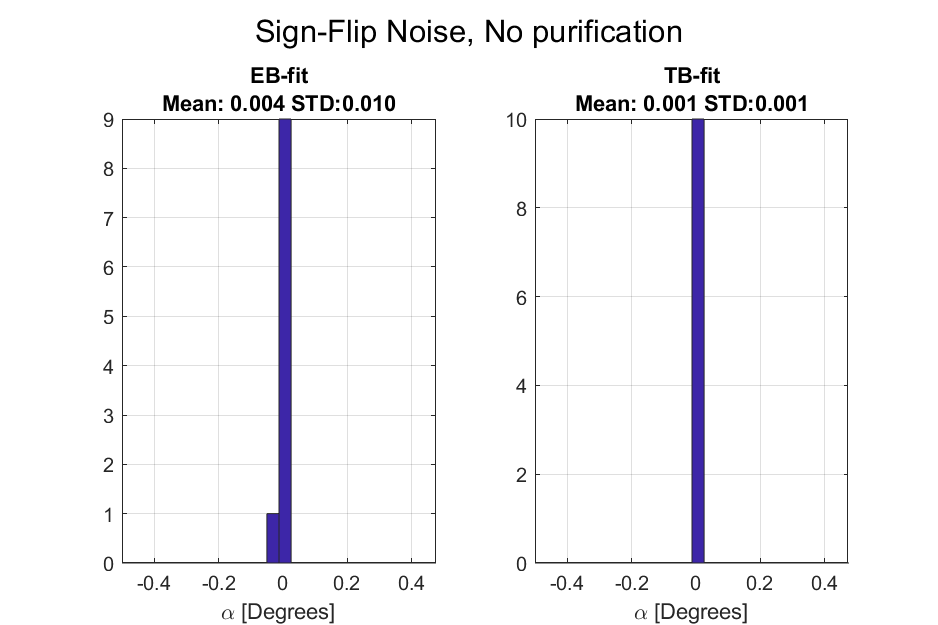 Sign-Flip Noise, No purification
EB-fit
Mean: 0.004 STD:0.010
9
8
7
6
5
4
3
2
1
0
-0.4 -0.2 0 0.2 0.4
α [Degrees]
TB-fit
Mean: 0.001 STD:0.001
10
8
6
4
2
0
-0.4 -0.2 0 0.2 0.4
α [Degrees]